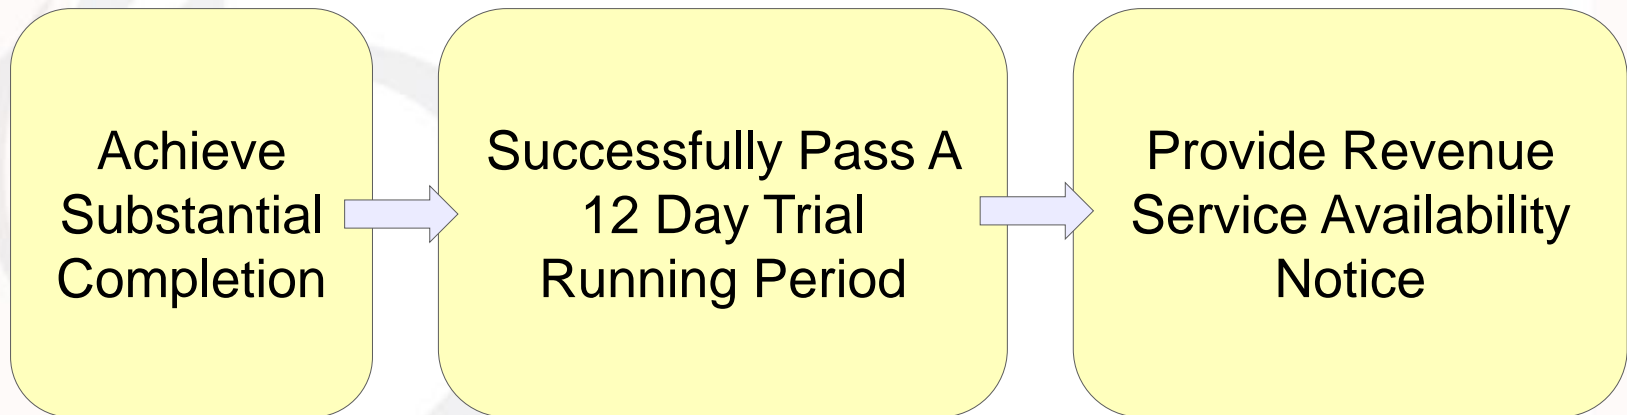 Achieve
Substantial
Completion
Successfully Pass A
12 Day Trial
Running Period
Provide Revenue
Service Availability
Notice